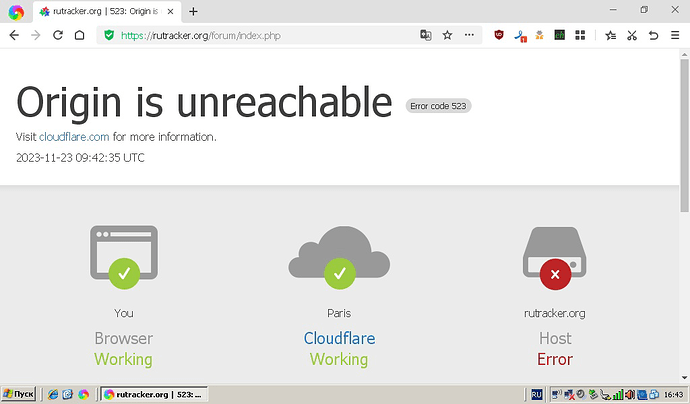 rutracker.org | 523: Origin is
https://rutracker.org/forum/index.php
Origin is unreachable
Error code 523
Visit cloudflare.com for more information.
2023-11-23 09:42:35 UTC
You
Browser
Working
Paris
Cloudflare
Working
rutracker.org
Host
Error
Пуск
rutracker.org | 523: ...
RU
16:43